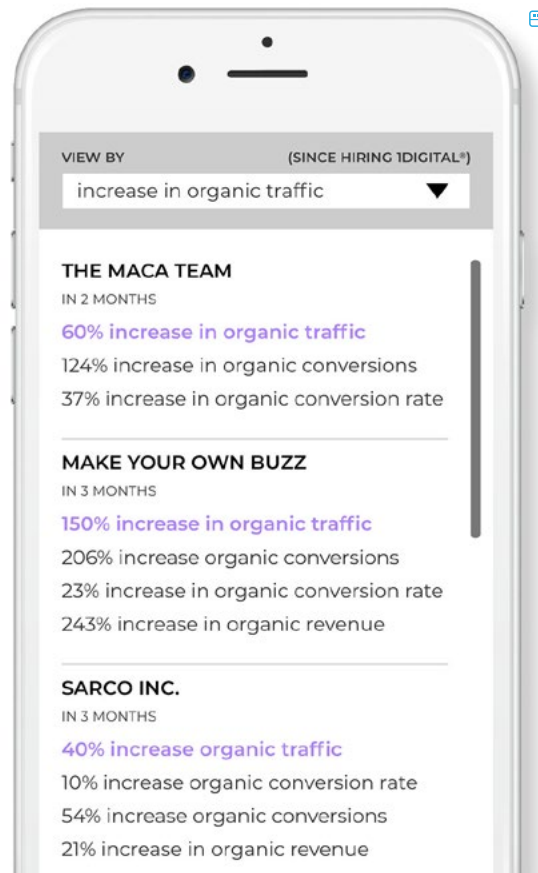 VIEW BY (SINCE HIRING 1DIGITAL®)
increase in organic traffic
THE MACA TEAM
IN 2 MONTHS
60% increase in organic traffic
124% increase in organic conversions
37% increase in organic conversion rate
MAKE YOUR OWN BUZZ
IN 3 MONTHS
150% increase in organic traffic
206% increase organic conversions
23% increase in organic conversion rate
243% increase in organic revenue
SARCO INC.
IN 3 MONTHS
40% increase organic traffic
10% increase organic conversion rate
54% increase organic conversions
21% increase in organic revenue